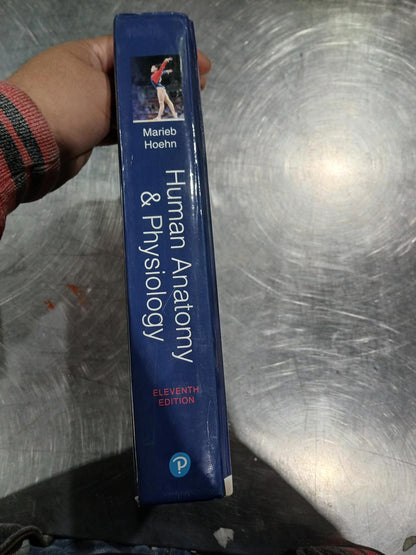 Marieb
Hoehn
Human Anatomy
& Physiology
ELEVENTH
EDITION
P